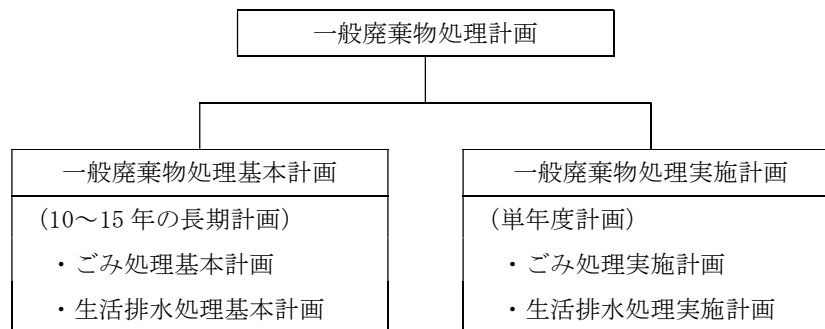 一般廃棄物処理計画
一般廃棄物処理基本計画
(10～15 年の長期計画)
・ごみ処理基本計画
・生活排水処理基本計画
一般廃棄物処理実施計画
(単年度計画)
・ごみ処理実施計画
・生活排水処理実施計画